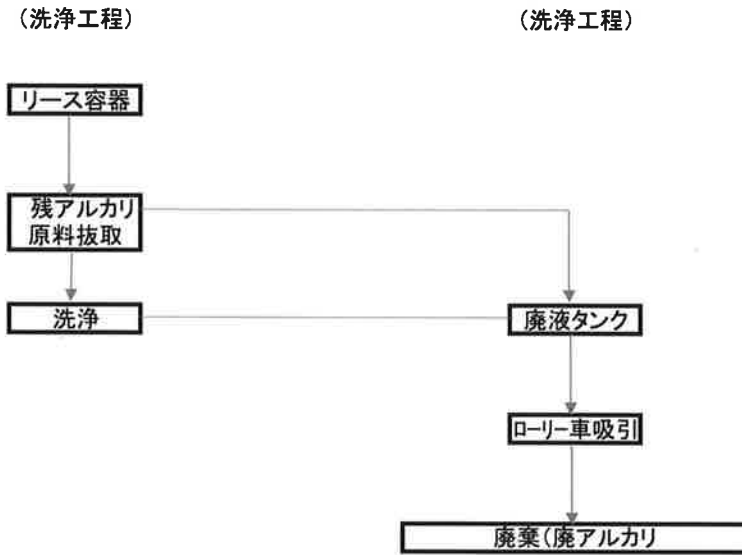 (洗浄工程)
(洗浄工程)
リース容器
残アルカリ
原料抜取
洗浄
廃液タンク
ローリー車吸引
廃棄(廃アルカリ